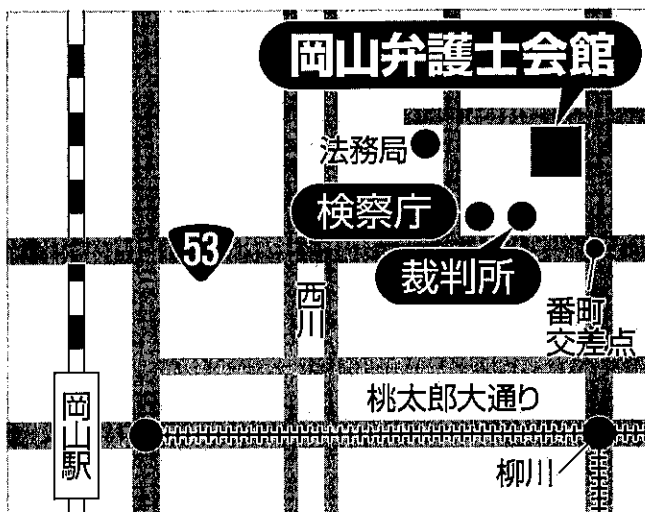 岡山弁護士会館
法務局
検察庁
53
裁判所
西川
番町
交差点
桃太郎大通り
岡山駅
柳川